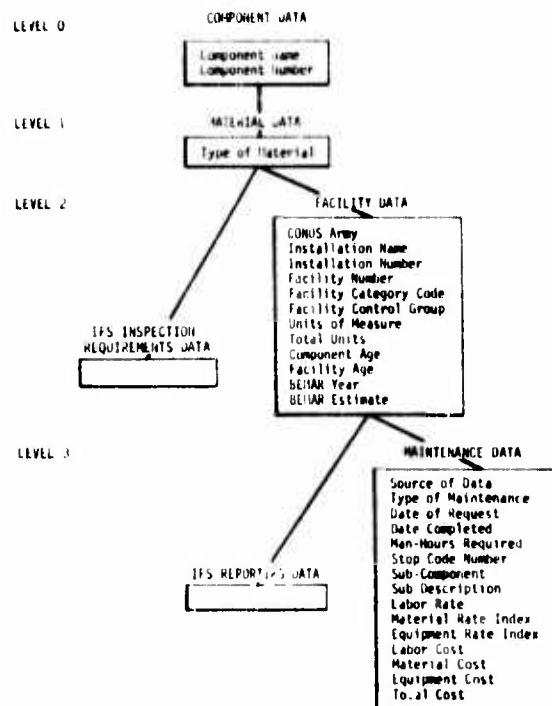 COMPONENT DATA
LEVEL 0
Component Name
Component Number
LEVEL 1
MATERIAL DATA
Type of Material
LEVEL 2
FACILITY DATA
CONUS Army
Installation Name
Installation Number
Facility Number
Facility Category Code
Facility Control Group
Units of Measure
Total Units
Component Age
Facility Age
BEMAR Year
BEMAR Estimate
IFS INSPECTION
REQUIREMENTS DATA
LEVEL 3
MAINTENANCE DATA
Source of Data
Type of Maintenance
Date of Request
Date Completed
Man-Hours Required
Stop Code Number
Sub-Component
Sub Description
Labor Rate
Material Rate Index
Equipment Rate Index
Labor Cost
Material Cost
Equipment Cost
Total Cost
IFS REPORTING DATA